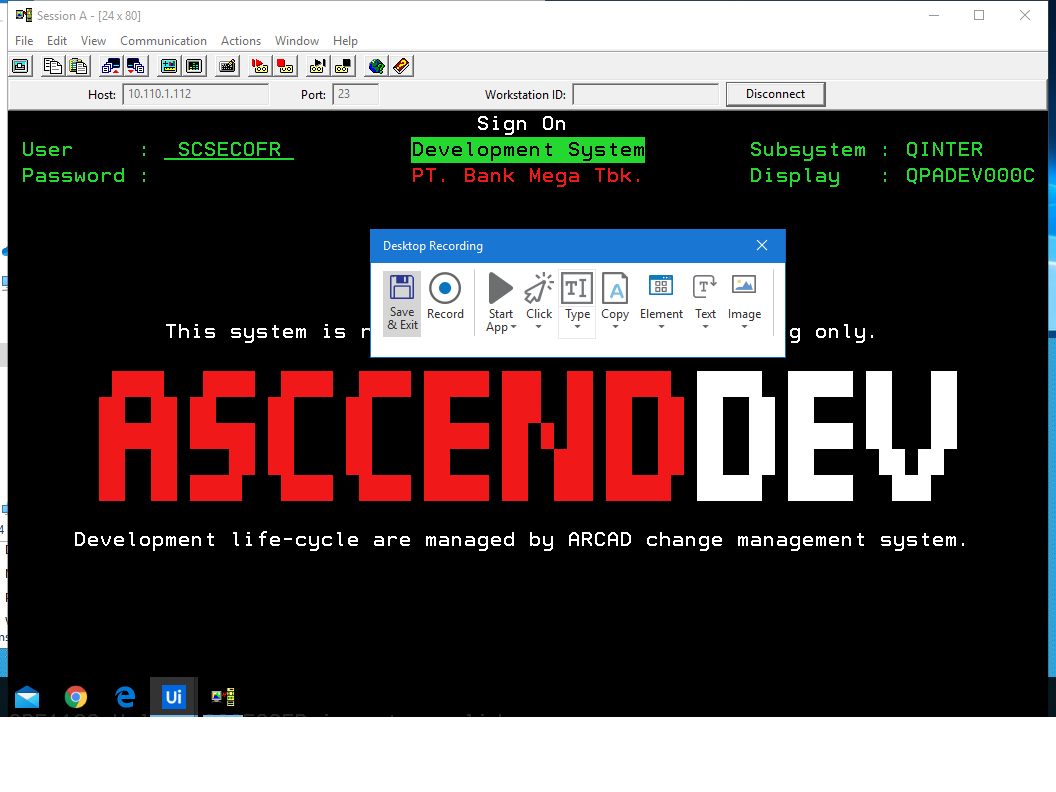 Session A - [24 x 80]
File Edit View Communication Actions Window Help
Host: 10.110.1.112 Port: 23 Workstation ID: Disconnect
Sign On
User : SCSECOFR Development System Subsystem : QINTER
Password : PT. Bank Mega Tbk. Display : QPADEV000C
Desktop Recording
Save & Exit Record Start App Click Type Copy Element Text Image
This system is r g only.
ASCCENDDEV
Development life-cycle are managed by ARCAD change management system.
Ui